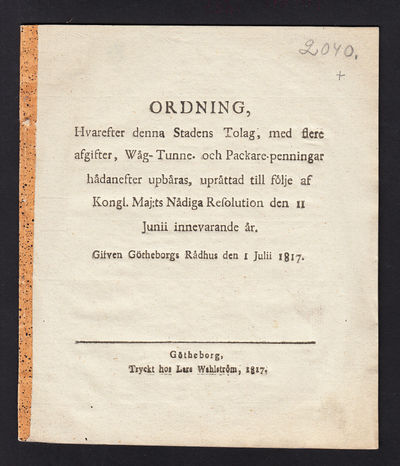 2040.
+
ORDNING,
Hvarefter denna Stadens Tolag, med flere
afgifter, Wåg- Tunne- och Packare-penningar
hådanefter upbåras, upråttad till följe af
Kongl. Maj:ts Nådiga Resolution den 11
Junii innevarande år.
Gifven Götheborgs Rådhus den 1 Julii 1817.
Götheborg,
Tryckt hos Lars Wahlström, 1817.